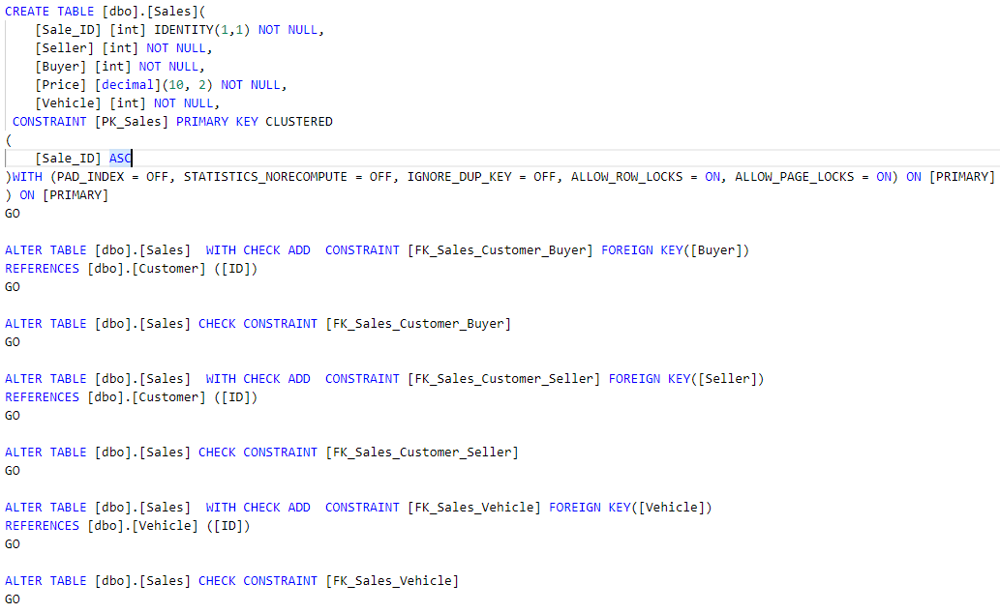 CREATE TABLE [dbo].[Sales](
    [Sale_ID] [int] IDENTITY(1,1) NOT NULL,
    [Seller] [int] NOT NULL,
    [Buyer] [int] NOT NULL,
    [Price] [decimal](10, 2) NOT NULL,
    [Vehicle] [int] NOT NULL,
 CONSTRAINT [PK_Sales] PRIMARY KEY CLUSTERED
(
    [Sale_ID] ASC
)WITH (PAD_INDEX = OFF, STATISTICS_NORECOMPUTE = OFF, IGNORE_DUP_KEY = OFF, ALLOW_ROW_LOCKS = ON, ALLOW_PAGE_LOCKS = ON) ON [PRIMARY]
) ON [PRIMARY]
GO

ALTER TABLE [dbo].[Sales]  WITH CHECK ADD  CONSTRAINT [FK_Sales_Customer_Buyer] FOREIGN KEY([Buyer])
REFERENCES [dbo].[Customer] ([ID])
GO

ALTER TABLE [dbo].[Sales] CHECK CONSTRAINT [FK_Sales_Customer_Buyer]
GO

ALTER TABLE [dbo].[Sales]  WITH CHECK ADD  CONSTRAINT [FK_Sales_Customer_Seller] FOREIGN KEY([Seller])
REFERENCES [dbo].[Customer] ([ID])
GO

ALTER TABLE [dbo].[Sales] CHECK CONSTRAINT [FK_Sales_Customer_Seller]
GO

ALTER TABLE [dbo].[Sales]  WITH CHECK ADD  CONSTRAINT [FK_Sales_Vehicle] FOREIGN KEY([Vehicle])
REFERENCES [dbo].[Vehicle] ([ID])
GO

ALTER TABLE [dbo].[Sales] CHECK CONSTRAINT [FK_Sales_Vehicle]
GO